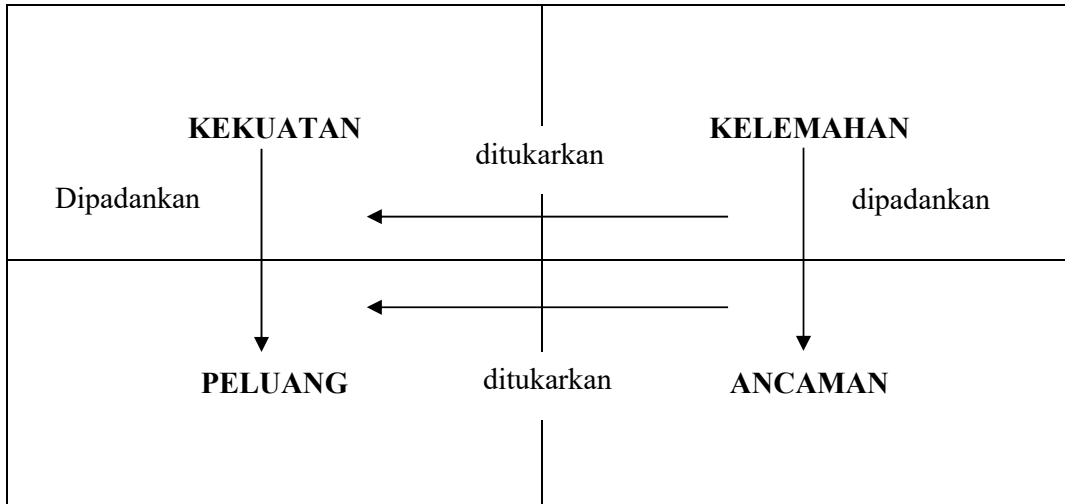 KEKUATAN
KELEMAHAN
ditukarkan
Dipadankan
dipadankan
PELUANG
ditukarkan
ANCAMAN